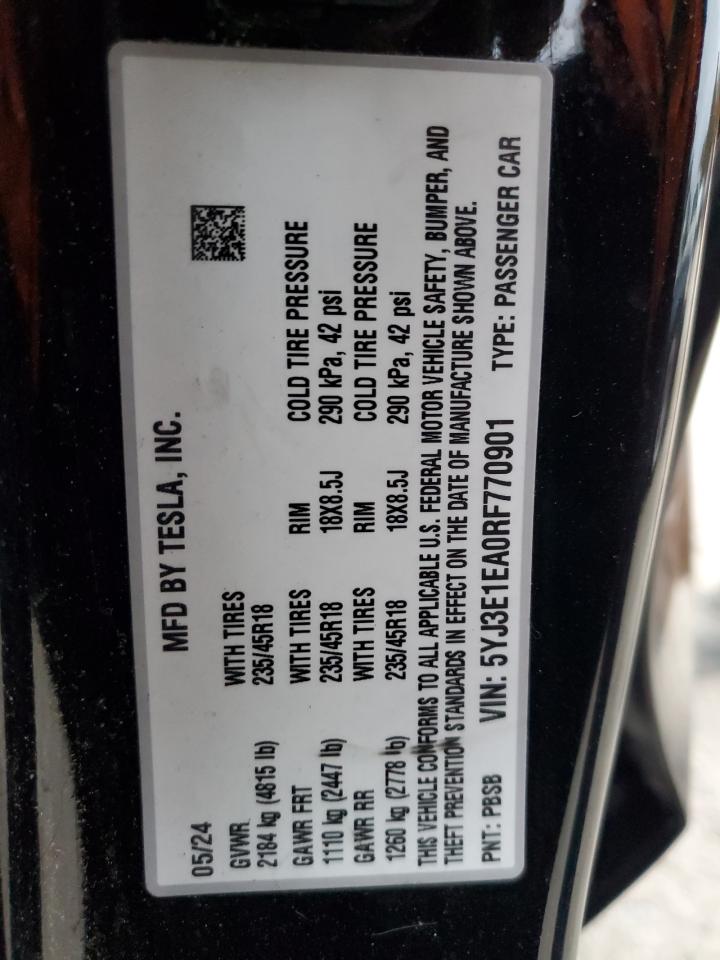 MFD BY TESLA, INC.
05/24
GVWR WITH TIRES
2184 kg (4815 lb) 235/45R18
GAWR FRT WITH TIRES RIM COLD TIRE PRESSURE
1110 kg (2447 lb) 235/45R18 18X8.5J 290 kPa, 42 psi
GAWR RR WITH TIRES RIM COLD TIRE PRESSURE
1260 kg (2778 lb) 235/45R18 18X8.5J 290 kPa, 42 psi
THIS VEHICLE CONFORMS TO ALL APPLICABLE U.S. FEDERAL MOTOR VEHICLE SAFETY, BUMPER, AND
THEFT PREVENTION STANDARDS IN EFFECT ON THE DATE OF MANUFACTURE SHOWN ABOVE.
PNT: PBSB VIN: 5YJ3E1EA0RF770901 TYPE: PASSENGER CAR